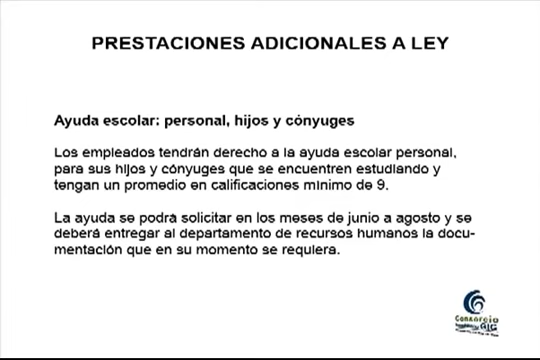 PRESTACIONES ADICIONALES A LEY
Ayuda escolar: personal, hijos y cónyuges
Los empleados tendrán derecho a la ayuda escolar personal,
para sus hijos y cónyuges que se encuentren estudiando y
tengan un promedio en calificaciones mínimo de 9.
La ayuda se podrá solicitar en los meses de junio a agosto y se
deberá entregar al departamento de recursos humanos la docu-
mentación que en su momento se requiera.
Consorcio